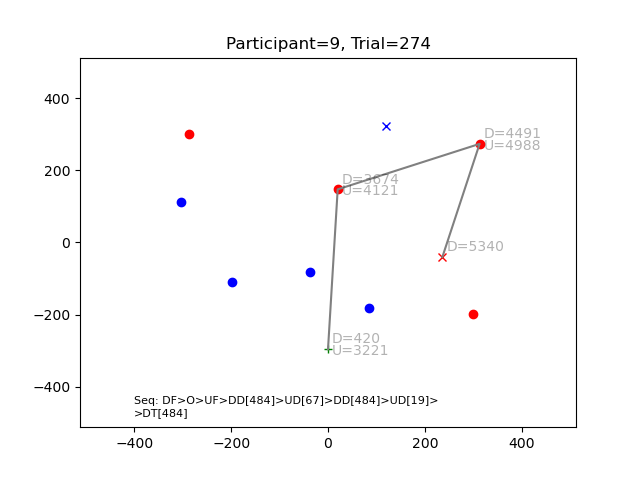 Participant=9, Trial=274
400
200
0
−200
−400
−400
−200
0
200
400
D=4491
U=4988
D=3674
U=4121
D=5340
D=420
U=3221
Seq: DF>O>UF>DD[484]>UD[67]>DD[484]>UD[19]>
>DT[484]